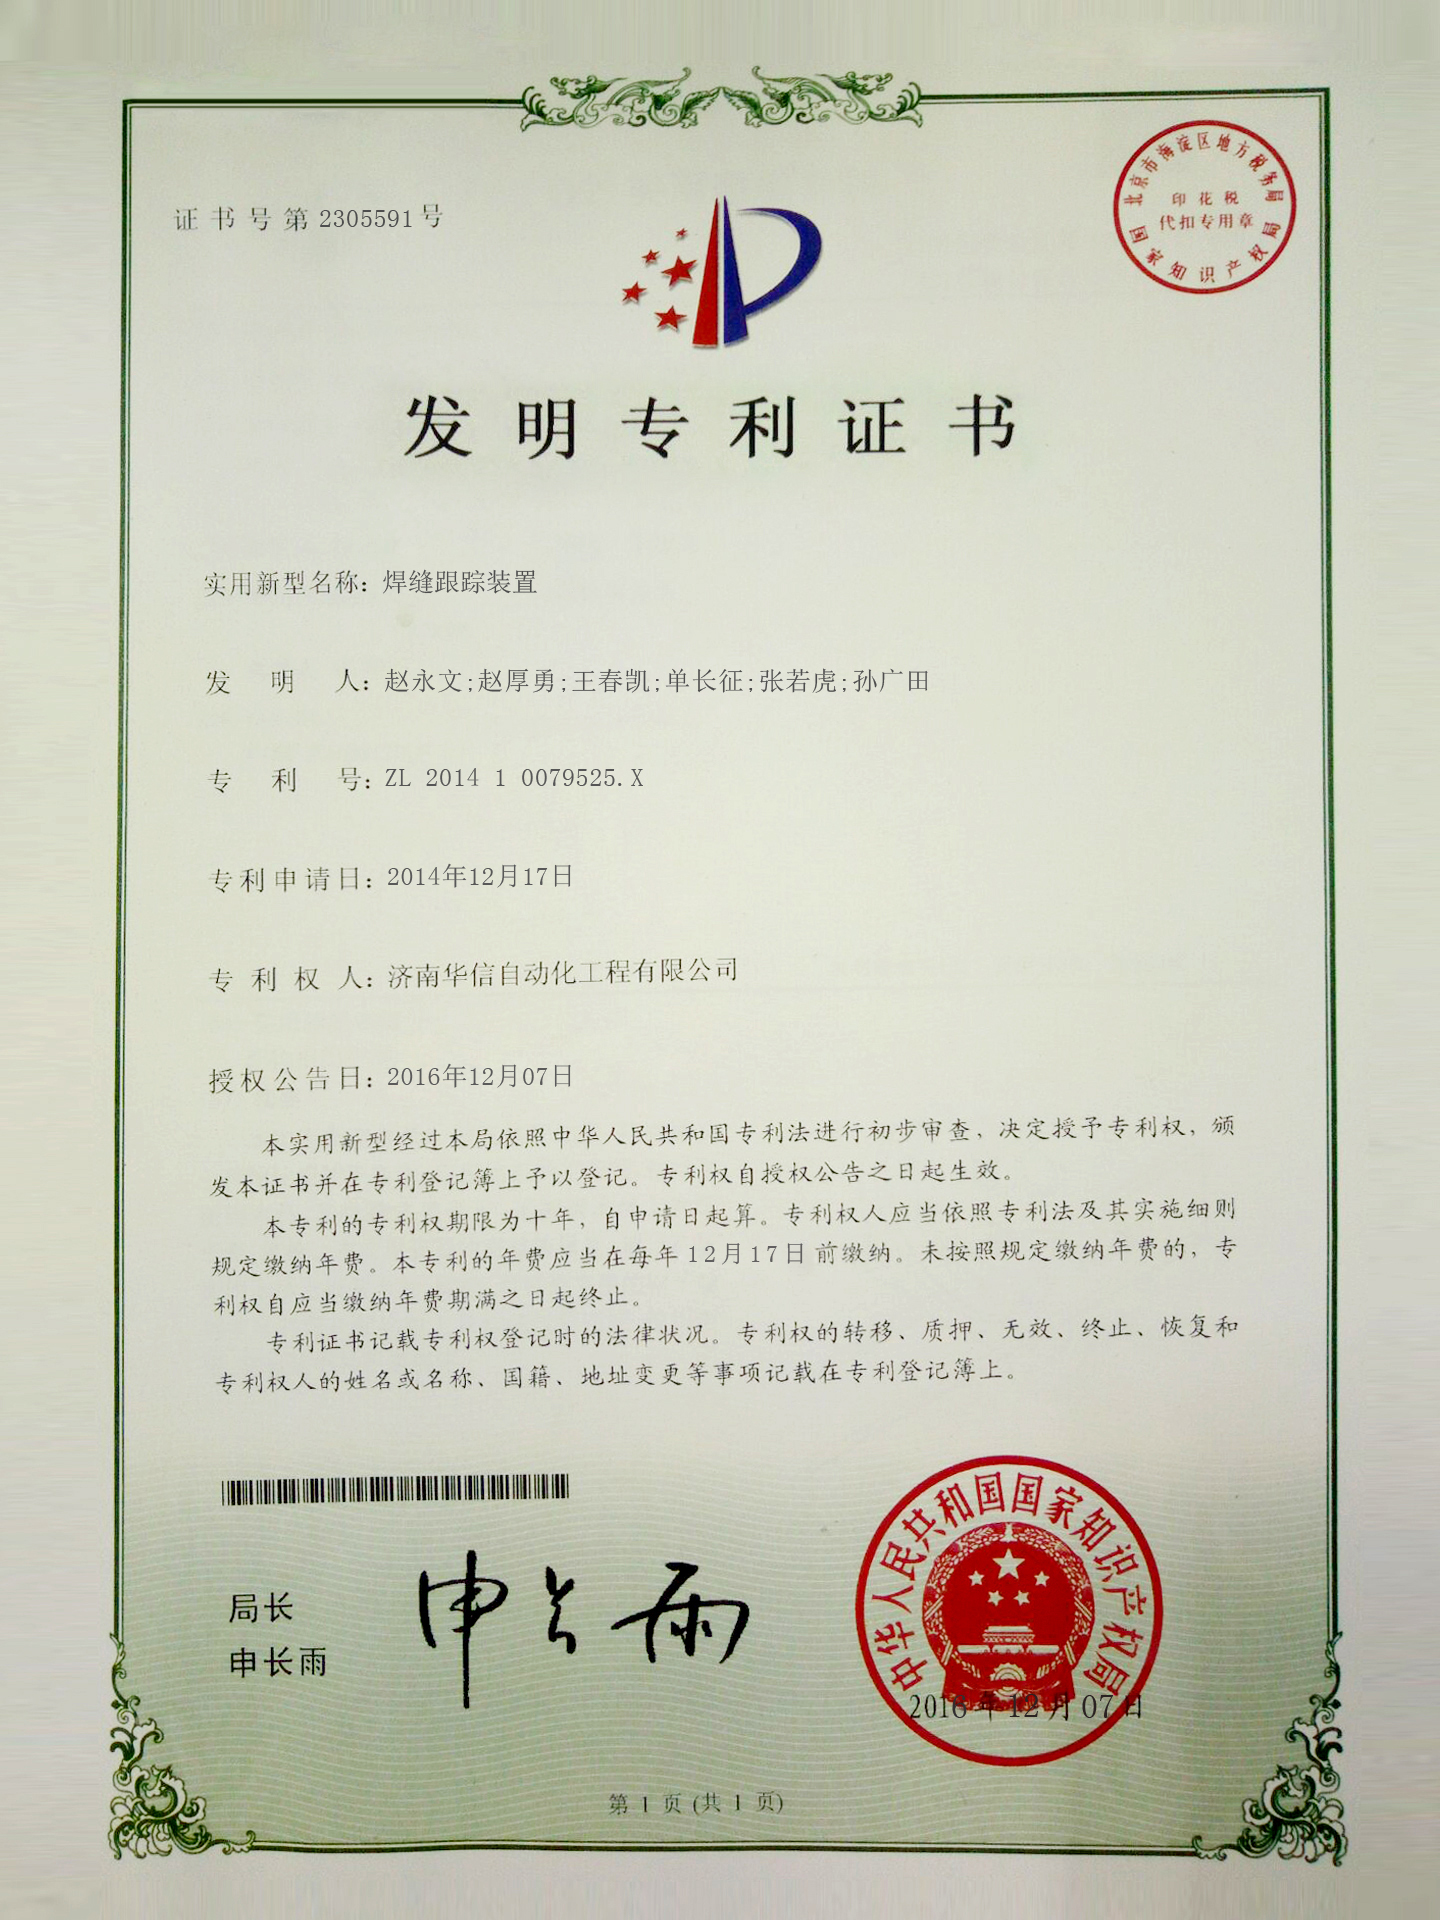 证书号第2305591号
北京市海淀区地方税务局
印花税
代扣专用章
国家知识产权局
发明专利证书
实用新型名称：焊缝跟踪装置
发明人：赵永文;赵厚勇;王春凯;单长征;张若虎;孙广田
专利号：ZL 2014 1 0079525.X
专利申请日：2014年12月17日
专利权人：济南华信自动化工程有限公司
授权公告日：2016年12月07日
本实用新型经过本局依照中华人民共和国专利法进行初步审查，决定授予专利权，颁
发本证书并在专利登记簿上予以登记。专利权自授权公告之日起生效。
本专利的专利权期限为十年，自申请日起算。专利权人应当依照专利法及其实施细则
规定缴纳年费。本专利的年费应当在每年12月17日前缴纳。未按照规定缴纳年费的，专
利权自应当缴纳年费期满之日起终止。
专利证书记载专利权登记时的法律状况。专利权的转移、质押、无效、终止、恢复和
专利权人的姓名或名称、国籍、地址变更等事项记载在专利登记簿上。
局长
申长雨
申长雨
中华人民共和国国家知识产权局
2016年12月07日
第1页(共1页)